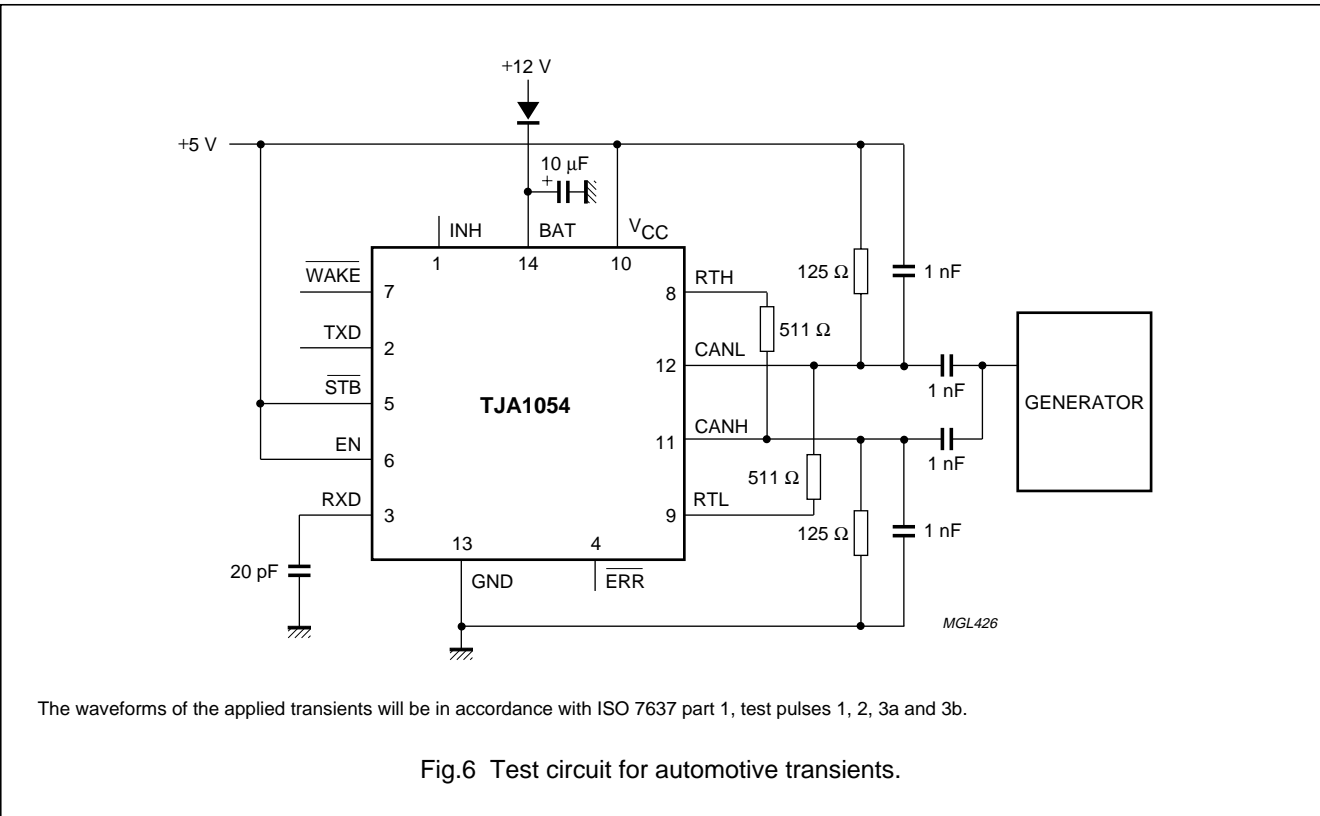 +12 V
+5 V
10 μF
+
INH
BAT
VCC
1
14
10
125 Ω
1 nF
WAKE
7
8
RTH
511 Ω
TXD
2
12
CANL
1 nF
STB
5
TJA1054
GENERATOR
EN
6
11
CANH
1 nF
511 Ω
RXD
3
9
RTL
125 Ω
1 nF
13
4
20 pF
GND
ERR
MGL426
The waveforms of the applied transients will be in accordance with ISO 7637 part 1, test pulses 1, 2, 3a and 3b.
Fig.6 Test circuit for automotive transients.